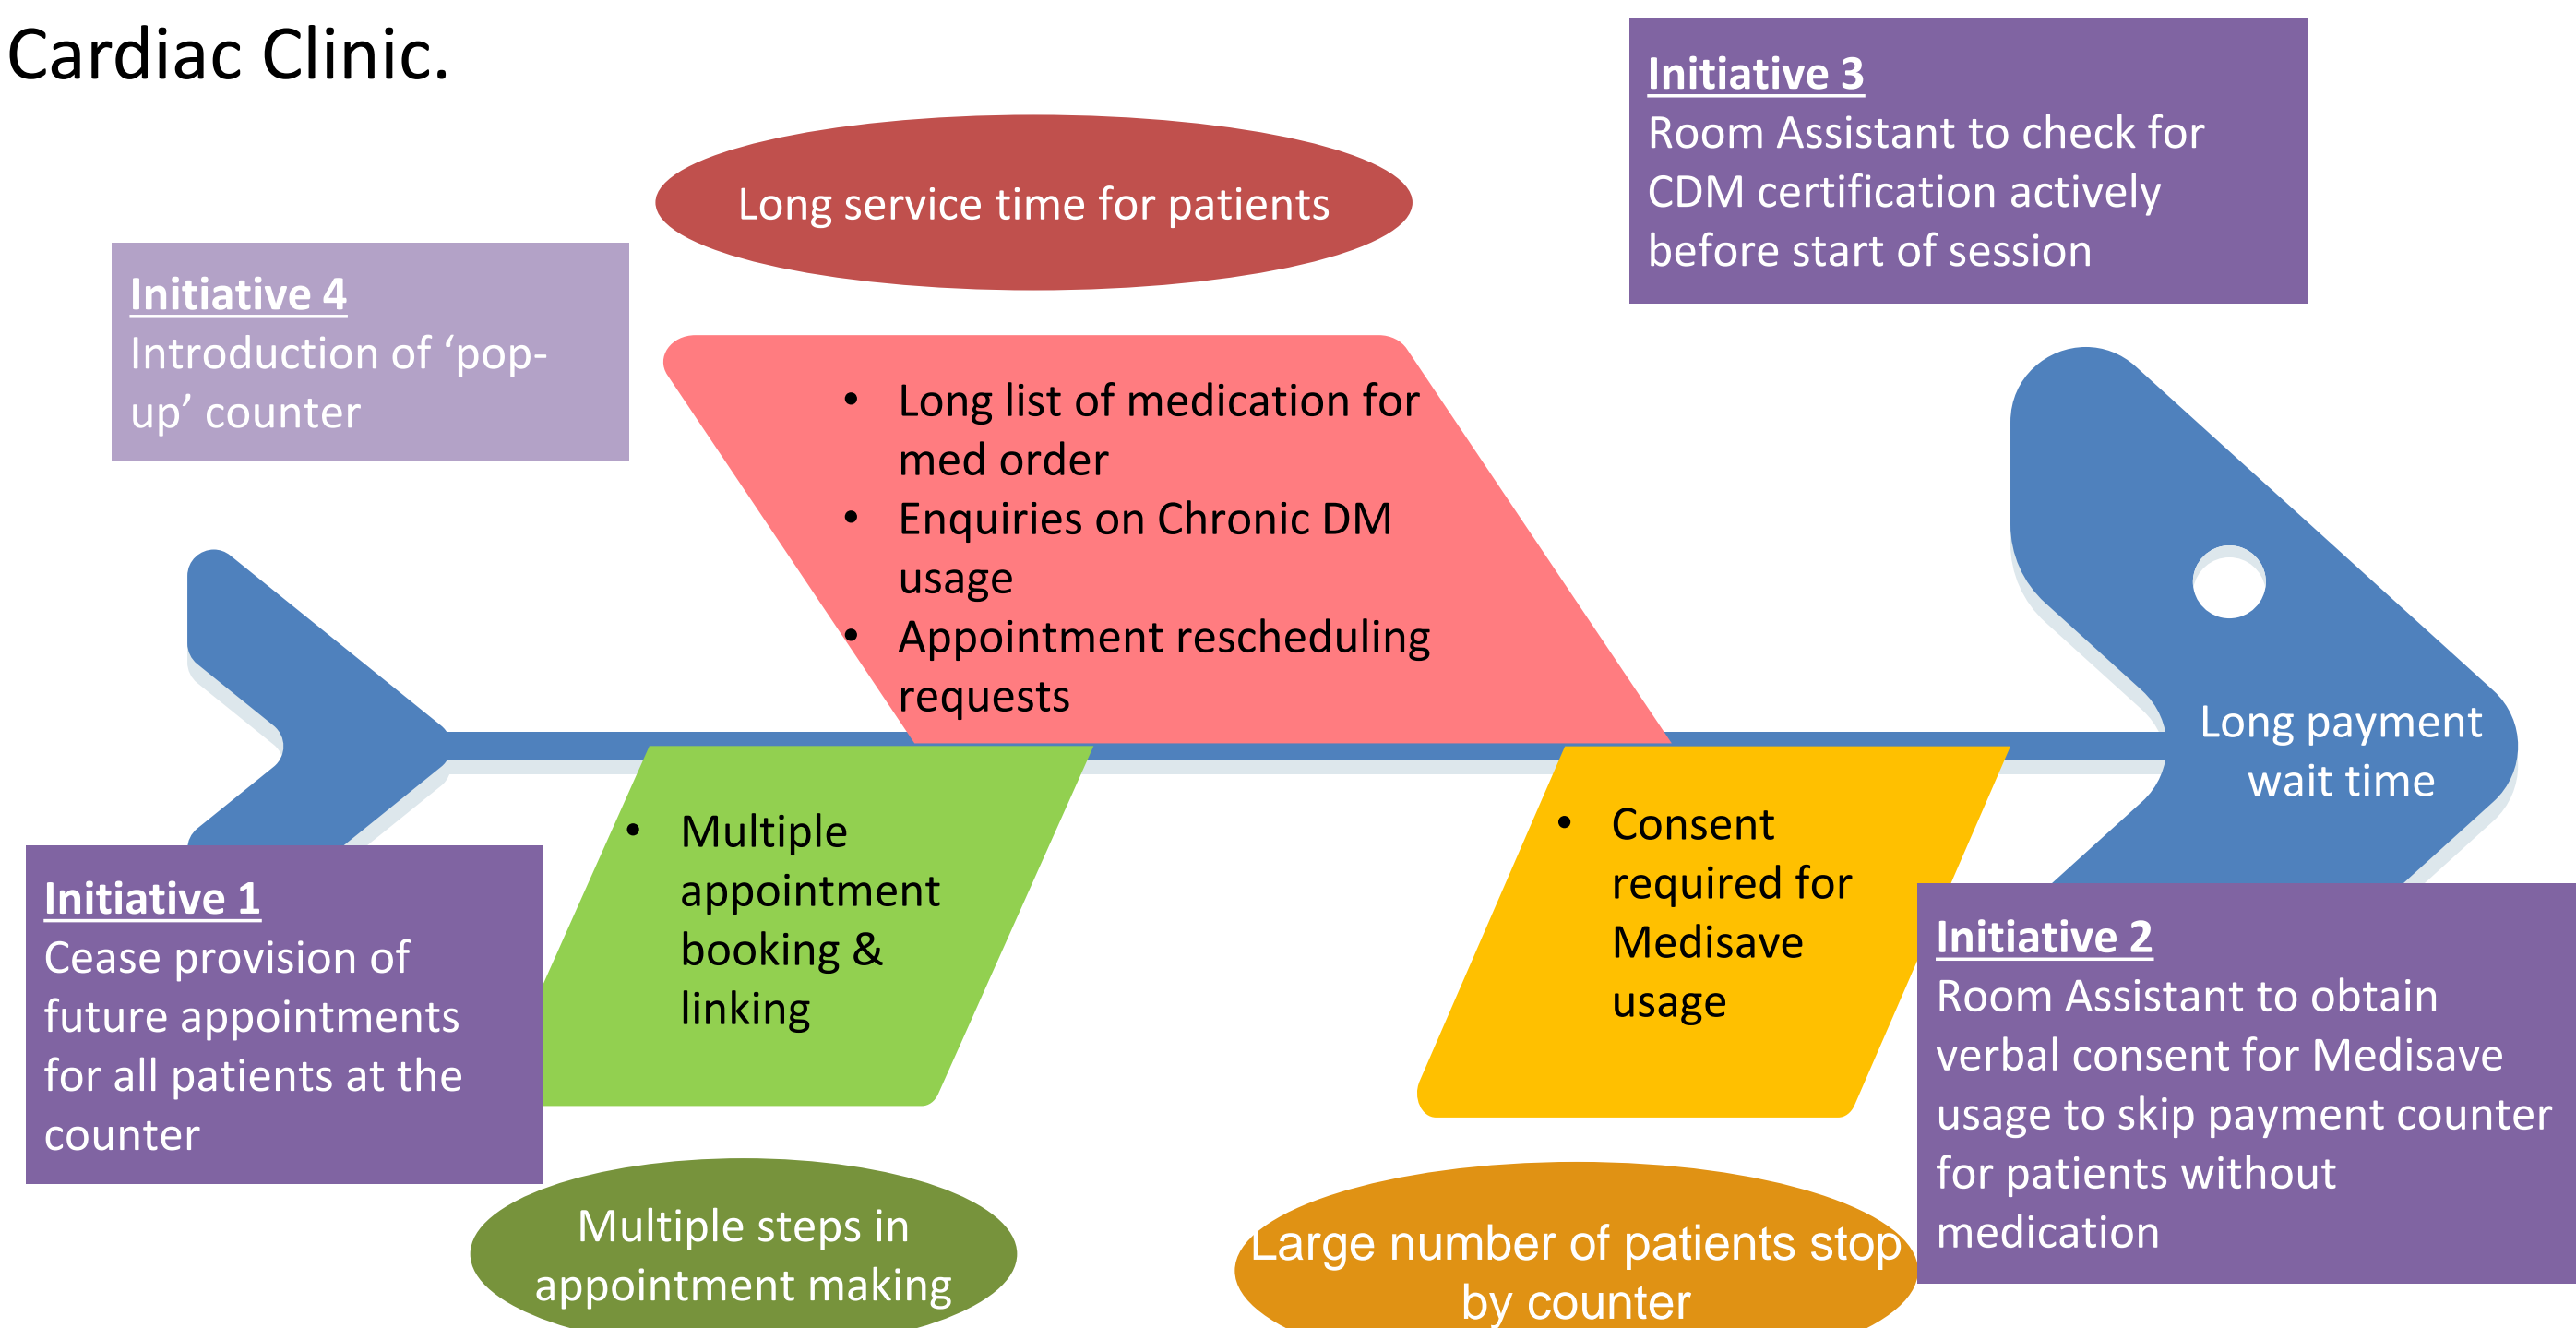 Cardiac Clinic.
Initiative 3
Room Assistant to check for
CDM certification actively
before start of session
Long service time for patients
Initiative 4
Introduction of ‘pop-
up’ counter
• Long list of medication for
med order
• Enquiries on Chronic DM
usage
• Appointment rescheduling
requests
Long payment
wait time
• Multiple
appointment
booking &
linking
• Consent
required for
Medisave
usage
Initiative 1
Cease provision of
future appointments
for all patients at the
counter
Initiative 2
Room Assistant to obtain
verbal consent for Medisave
usage to skip payment counter
for patients without
medication
Multiple steps in
appointment making
Large number of patients stop
by counter